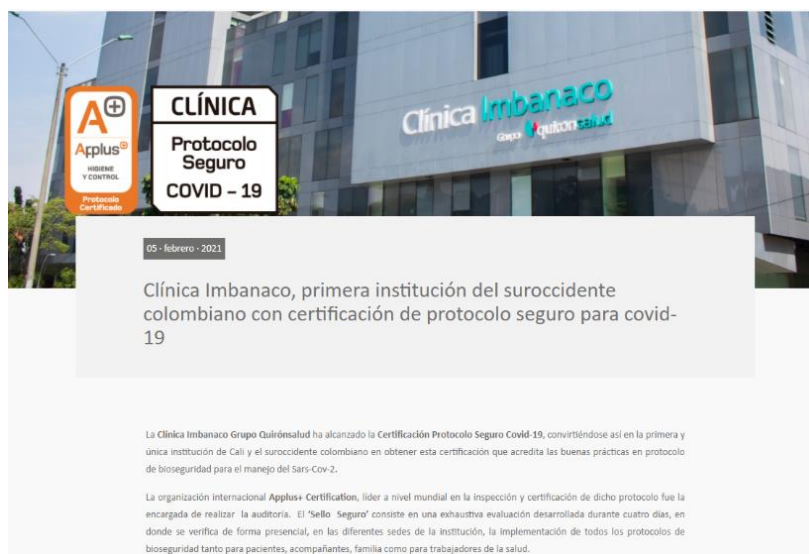 A+
Applus+
HIGIENE
Y CONTROL
Protocolo
Certificado
CLÍNICA
Protocolo
Seguro
COVID - 19
Clínica Imbanaco
Grupo quirónsalud
05 - febrero - 2021
Clínica Imbanaco, primera institución del suroccidente
colombiano con certificación de protocolo seguro para covid-
19
La Clínica Imbanaco Grupo Quirónsalud ha alcanzado la Certificación Protocolo Seguro Covid-19, convirtiéndose así en la primera y
única institución de Cali y el suroccidente colombiano en obtener esta certificación que acredita las buenas prácticas en protocolo
de bioseguridad para el manejo del Sars-Cov-2.
La organización internacional Applus+ Certification, líder a nivel mundial en la inspección y certificación de dicho protocolo fue la
encargada de realizar la auditoría. El 'Sello Seguro' consiste en una exhaustiva evaluación desarrollada durante cuatro días, en
donde se verifica de forma presencial, en las diferentes sedes de la institución, la implementación de todos los protocolos de
bioseguridad tanto para pacientes, acompañantes, familia como para trabajadores de la salud.